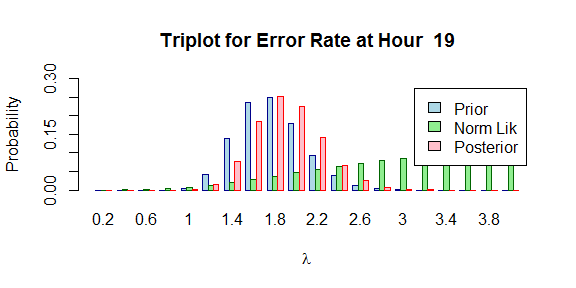 Triplot for Error Rate at Hour  19
Probability
0.30
0.15
0.00
Prior
Norm Lik
Posterior
0.2 0.6 1 1.4 1.8 2.2 2.6 3 3.4 3.8
λ